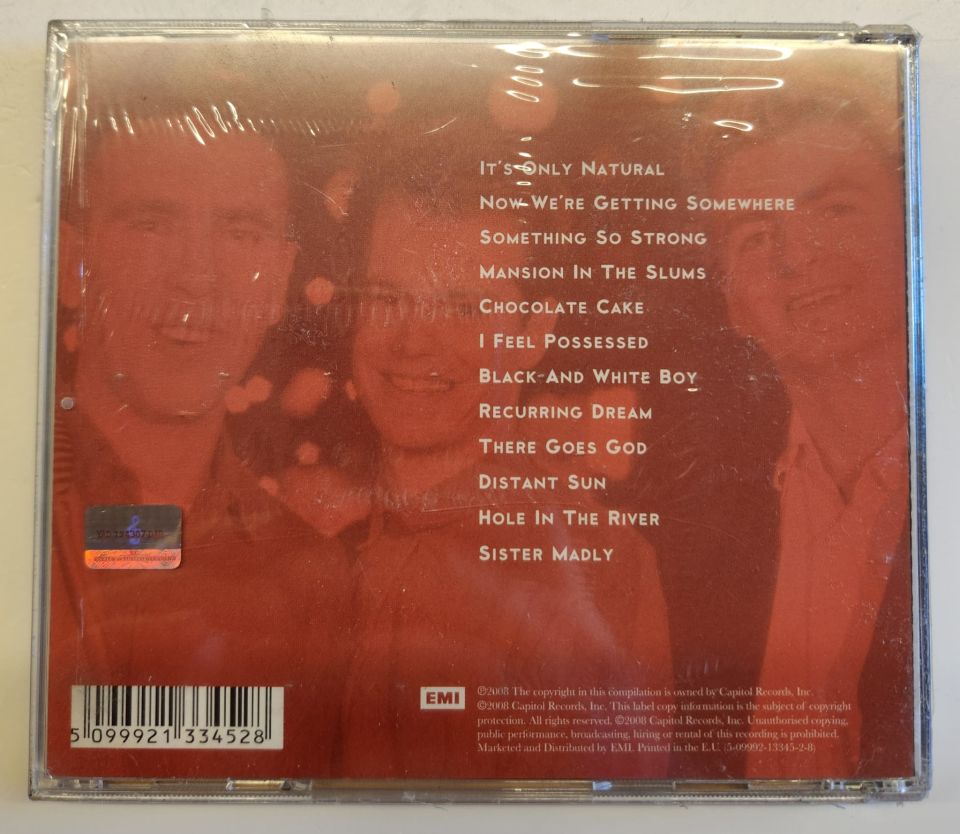 It's Only Natural
Now We're Getting Somewhere
Something So Strong
Mansion In The Slums
Chocolate Cake
I Feel Possessed
Black And White Boy
Recurring Dream
There Goes God
Distant Sun
Hole In The River
Sister Madly
5 099921 334528
EMI
℗2008 The copyright in this compilation is owned by Capitol Records, Inc.
©2008 Capitol Records, Inc. This label copy information is the subject of copyright
protection. All rights reserved. ©2008 Capitol Records, Inc. Unauthorised copying,
public performance, broadcasting, hiring or rental of this recording is prohibited.
Marketed and Distributed by EMI. Printed in the E.U. (5-09992-13345-2-8)